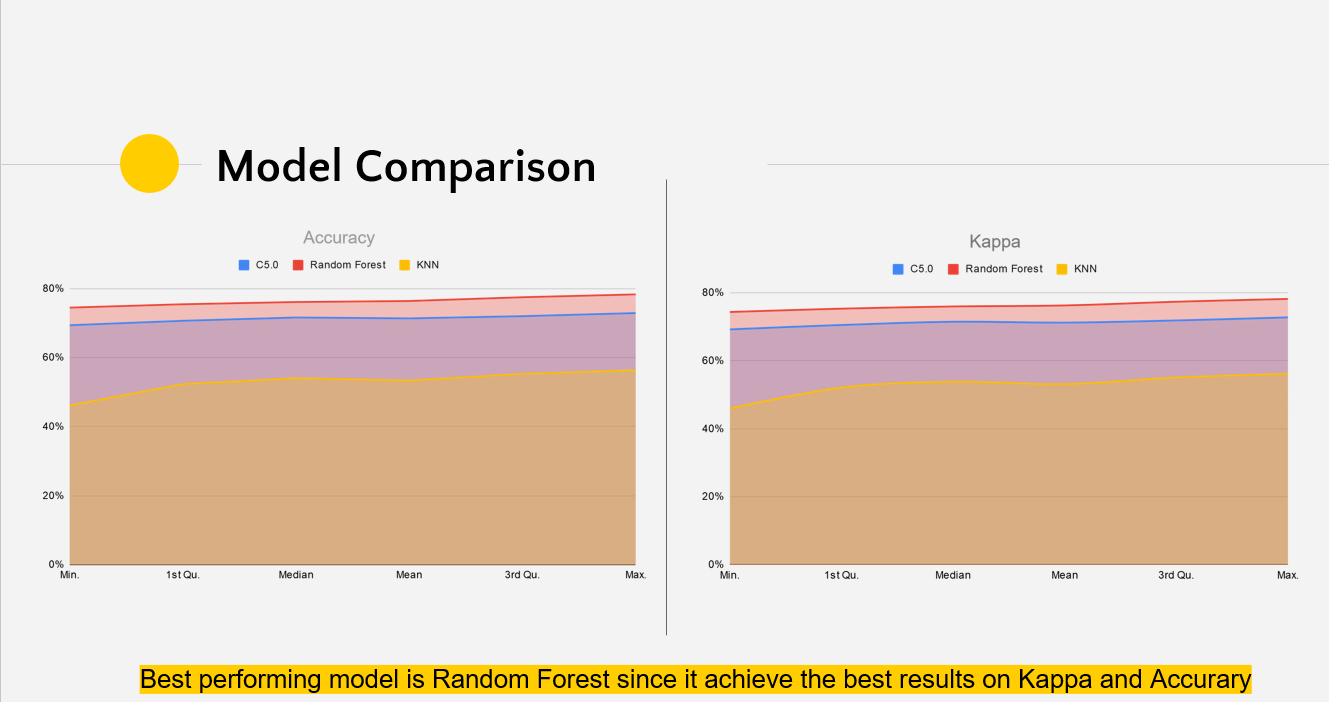 Model Comparison
Accuracy
C5.0 Random Forest KNN
80%
60%
40%
20%
0%
Min. 1st Qu. Median Mean 3rd Qu. Max.
Kappa
C5.0 Random Forest KNN
80%
60%
40%
20%
0%
Min. 1st Qu. Median Mean 3rd Qu. Max.
Best performing model is Random Forest since it achieve the best results on Kappa and Accurary